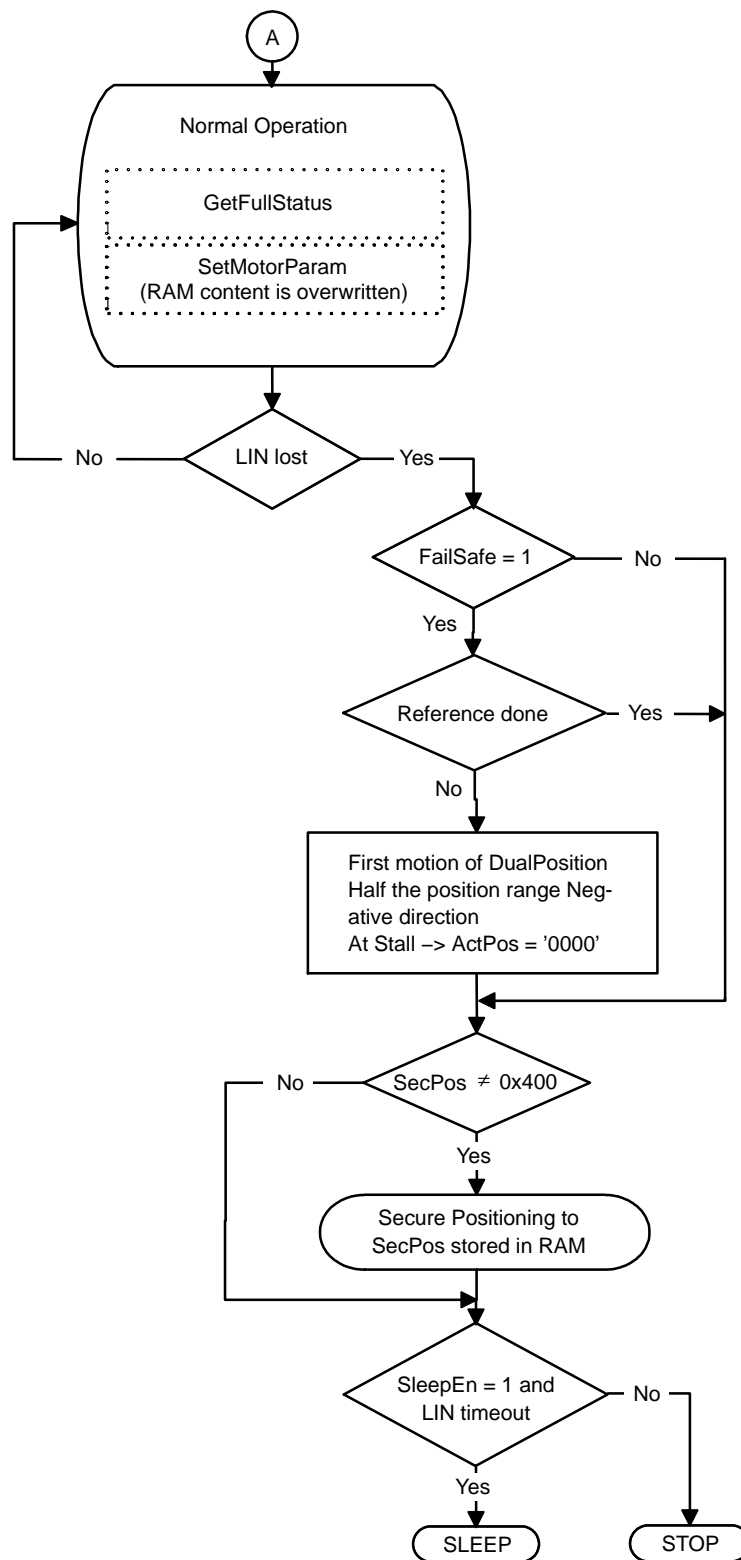 A
Normal Operation
GetFullStatus
SetMotorParam
(RAM content is overwritten)
No
LIN lost
Yes
FailSafe = 1
No
Yes
Reference done
Yes
No
First motion of DualPosition
Half the position range Neg-
ative direction
At Stall −> ActPos = '0000'
No
SecPos ≠ 0x400
Yes
Secure Positioning to
SecPos stored in RAM
SleepEn = 1 and
LIN timeout
No
Yes
SLEEP
STOP